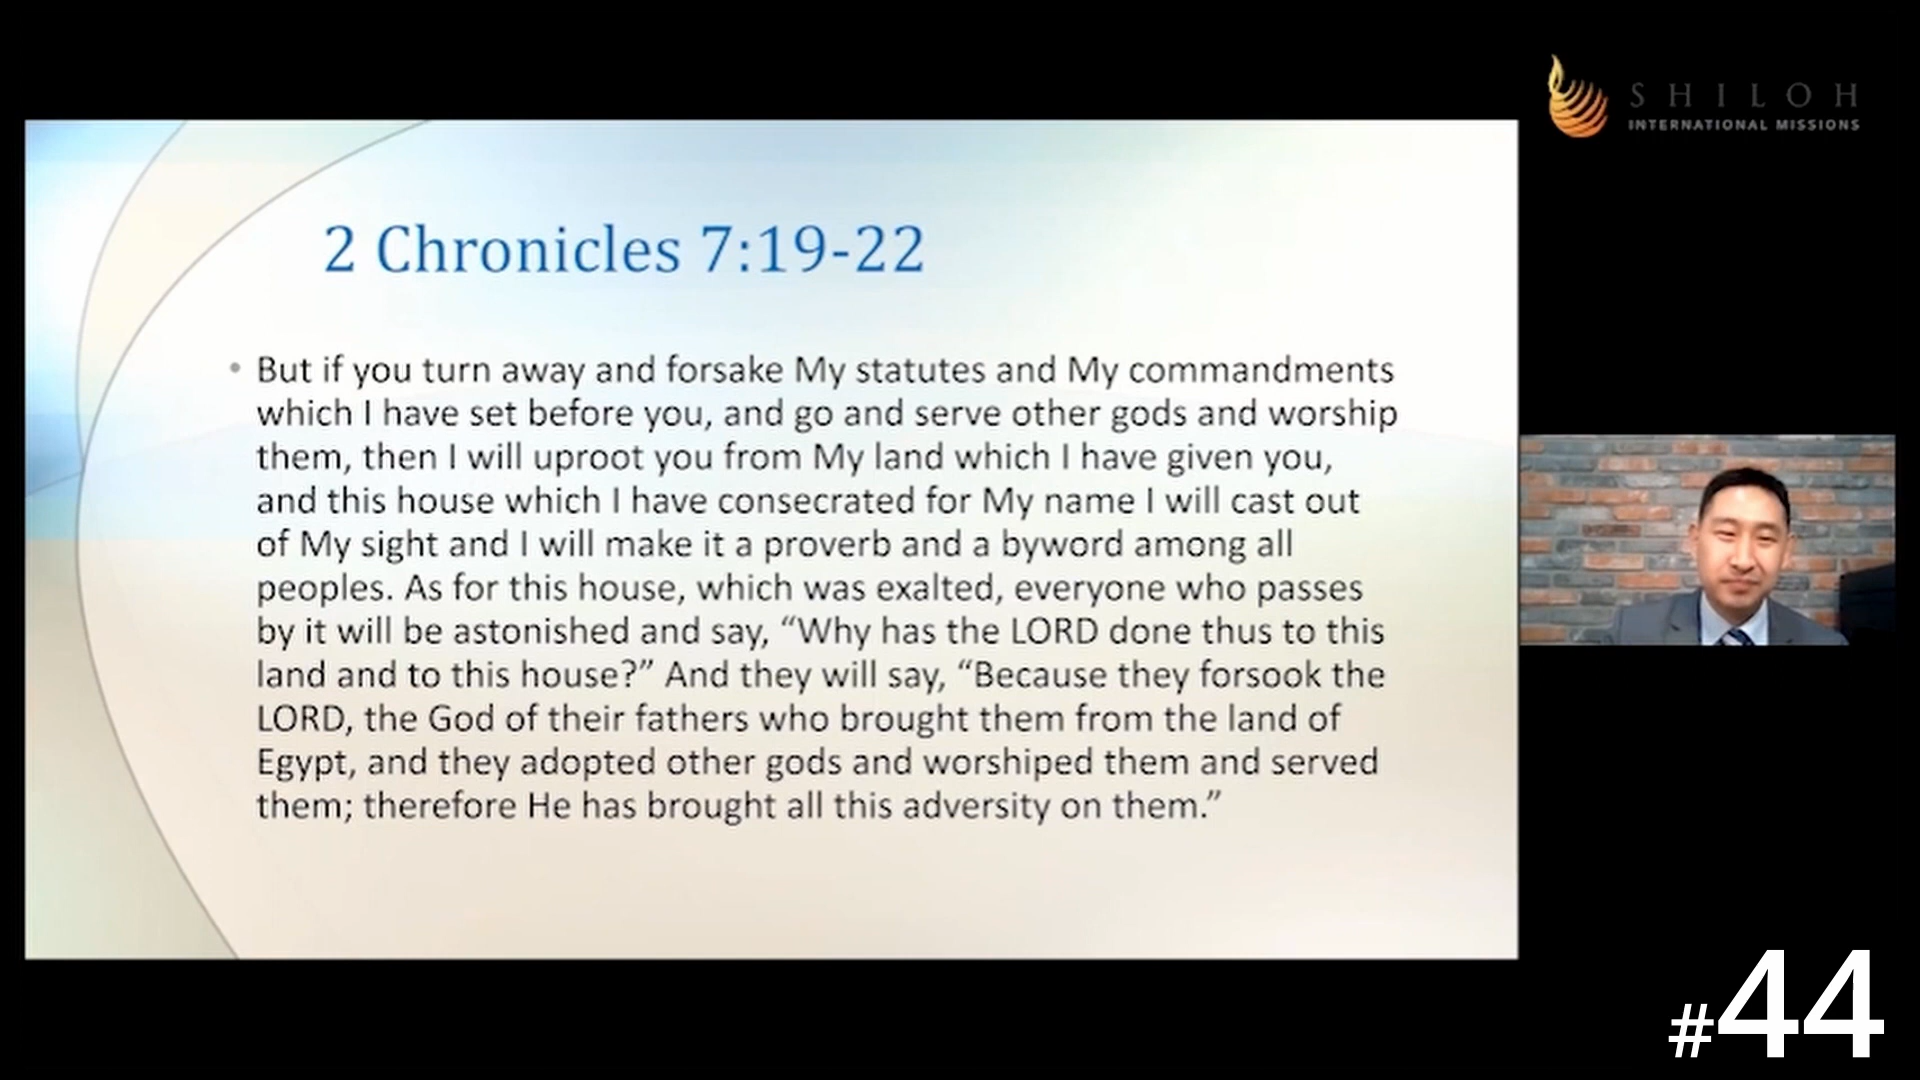 SHILOH
INTERNATIONAL MISSIONS
2 Chronicles 7:19-22
• But if you turn away and forsake My statutes and My commandments
which I have set before you, and go and serve other gods and worship
them, then I will uproot you from My land which I have given you,
and this house which I have consecrated for My name I will cast out
of My sight and I will make it a proverb and a byword among all
peoples. As for this house, which was exalted, everyone who passes
by it will be astonished and say, “Why has the LORD done thus to this
land and to this house?” And they will say, “Because they forsook the
LORD, the God of their fathers who brought them from the land of
Egypt, and they adopted other gods and worshiped them and served
them; therefore He has brought all this adversity on them.”
#44